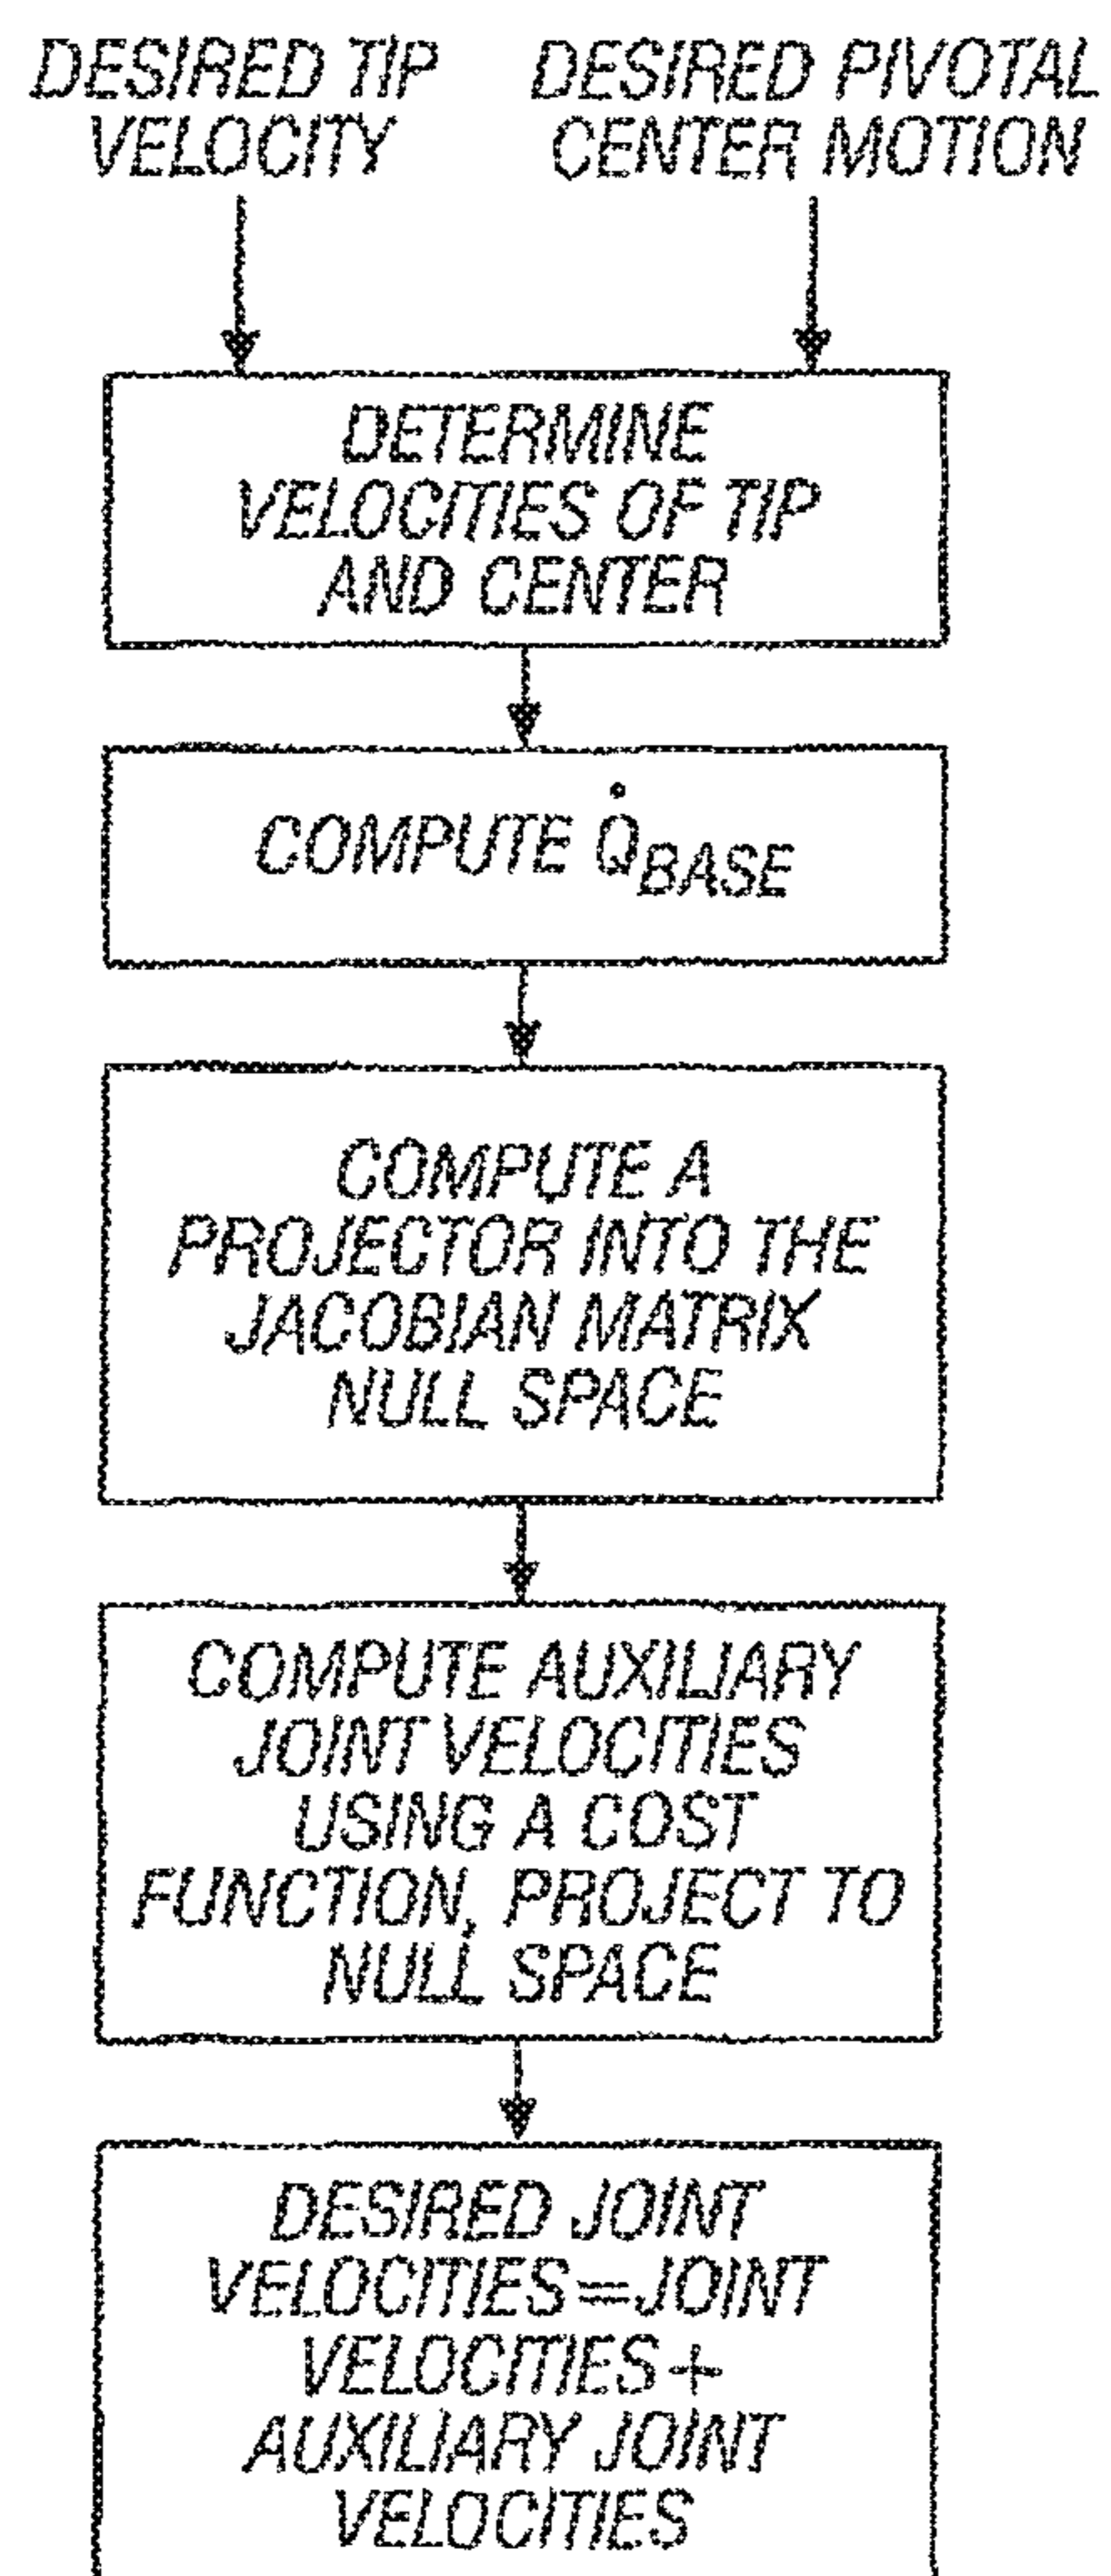 DESIRED TIP
VELOCITY
DESIRED PIVOTAL
CENTER MOTION
DETERMINE
VELOCITIES OF TIP
AND CENTER
COMPUTE Q̇BASE
COMPUTE A
PROJECTOR INTO THE
JACOBIAN MATRIX
NULL SPACE
COMPUTE AUXILIARY
JOINT VELOCITIES
USING A COST
FUNCTION, PROJECT TO
NULL SPACE
DESIRED JOINT
VELOCITIES=JOINT
VELOCITIES+
AUXILIARY JOINT
VELOCITIES